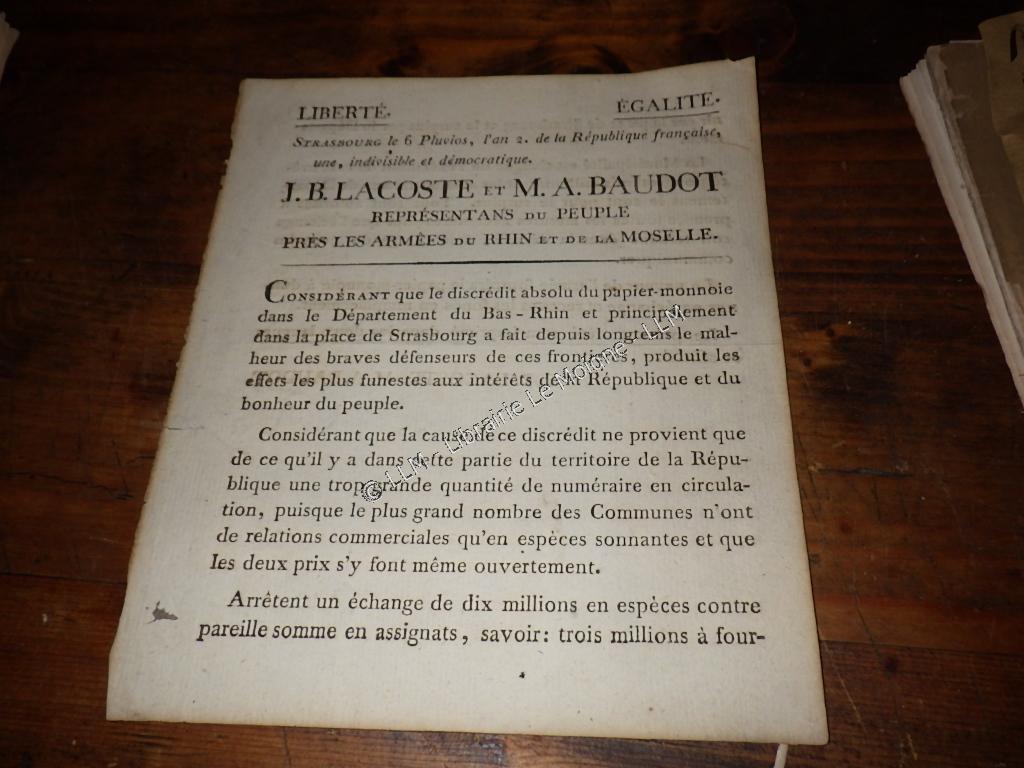 LIBERTÉ. ÉGALITÉ.
STRASBOURG le 6 Pluvios, l'an 2. de la République française,
une, indivisible et démocratique.
J. B. LACOSTE ET M. A. BAUDOT
REPRÉSENTANS DU PEUPLE
PRÈS LES ARMÉES DU RHIN ET DE LA MOSELLE.
CONSIDÉRANT que le discrédit absolu du papier-monnoie
dans le Département du Bas-Rhin et principalement
dans la place de Strasbourg a fait depuis longtems le mal-
heur des braves défenseurs de ces frontières, produit les
effets les plus funestes aux intérêts de la République et du
bonheur du peuple.
Considérant que la cause de ce discrédit ne provient que
de ce qu'il y a dans cette partie du territoire de la Répu-
blique une trop grande quantité de numéraire en circula-
tion, puisque le plus grand nombre des Communes n'ont
de relations commerciales qu'en espèces sonnantes et que
les deux prix s'y font même ouvertement.
Arrêtent un échange de dix millions en espèces contre
pareille somme en assignats, savoir: trois millions à four-
© LLM - Librairie Le Moigne - LLM